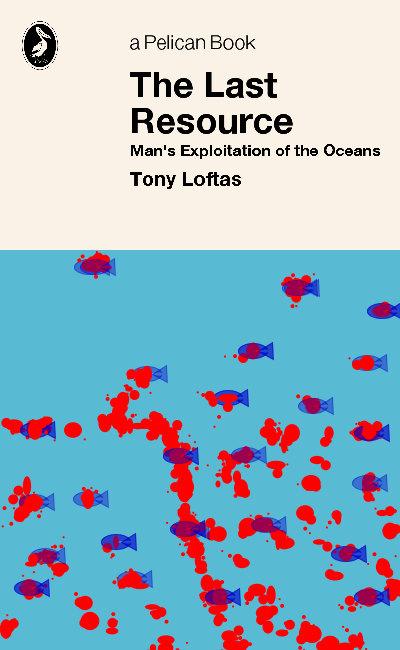 a Pelican Book
The Last
Resource
Man's Exploitation of the Oceans
Tony Loftas